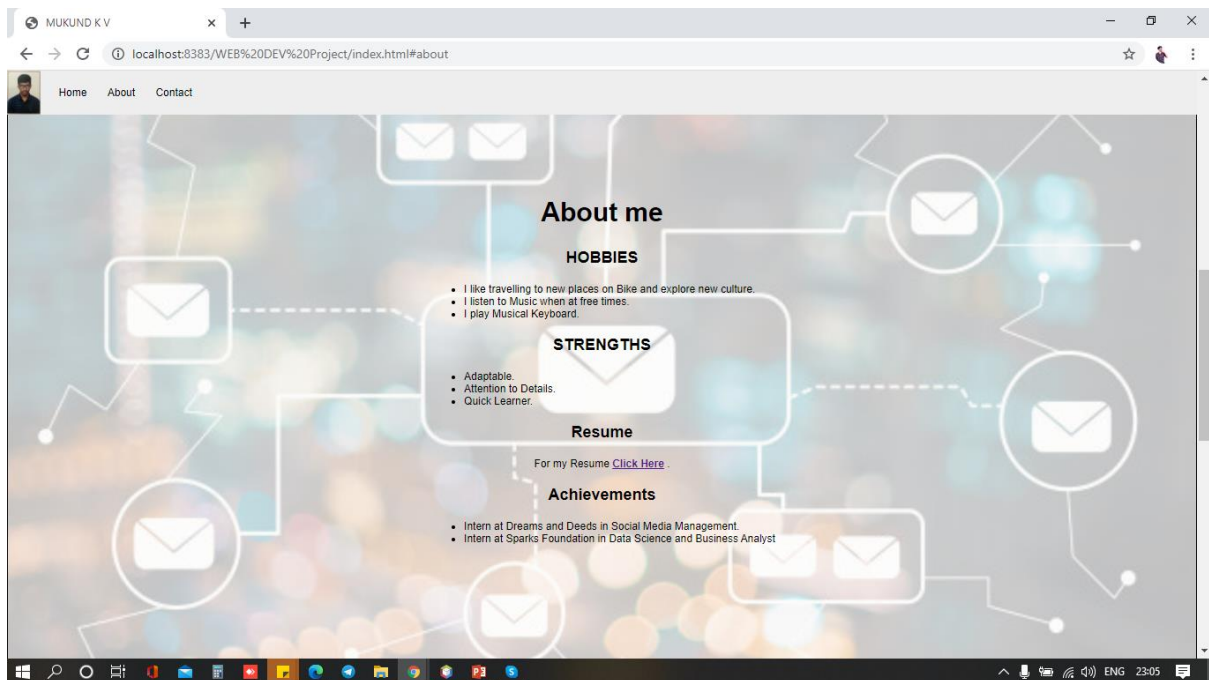 MUKUND K V
localhost:8383/WEB%20DEV%20Project/index.html#about
Home About Contact
About me
HOBBIES
I like travelling to new places on Bike and explore new culture.
I listen to Music when at free times.
I play Musical Keyboard.
STRENGTHS
Adaptable.
Attention to Details.
Quick Learner.
Resume
For my Resume Click Here .
Achievements
Intern at Dreams and Deeds in Social Media Management.
Intern at Sparks Foundation in Data Science and Business Analyst
ENG 23:05